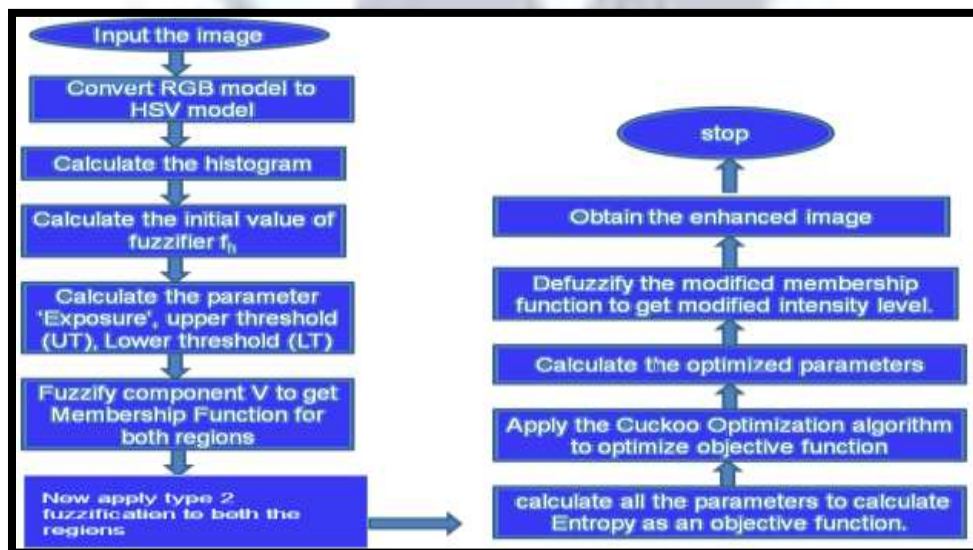 Input the image
Convert RGB model to
HSV model
Calculate the histogram
Calculate the initial value of
fuzzifier fh
Calculate the parameter
'Exposure', upper threshold
(UT), Lower threshold (LT)
Fuzzify component V to get
Membership Function for
both regions
Now apply type 2
fuzzification to both the
regions
calculate all the parameters to calculate
Entropy as an objective function.
Apply the Cuckoo Optimization algorithm
to optimize objective function
Calculate the optimized parameters
Defuzzify the modified membership
function to get modified intensity level.
Obtain the enhanced image
stop